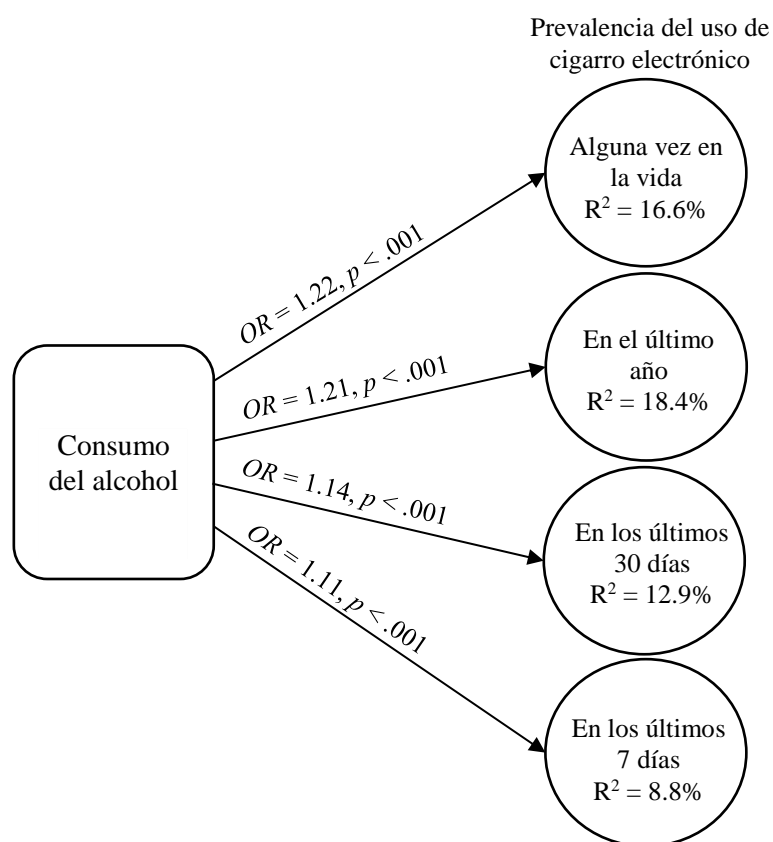 Prevalencia del uso de
cigarro electrónico
Alguna vez en
la vida
R² = 16.6%
OR = 1.22, p < .001
En el último
año
R² = 18.4%
OR = 1.21, p < .001
Consumo
del alcohol
OR = 1.14, p < .001
En los últimos
30 días
R² = 12.9%
OR = 1.11, p < .001
En los últimos
7 días
R² = 8.8%